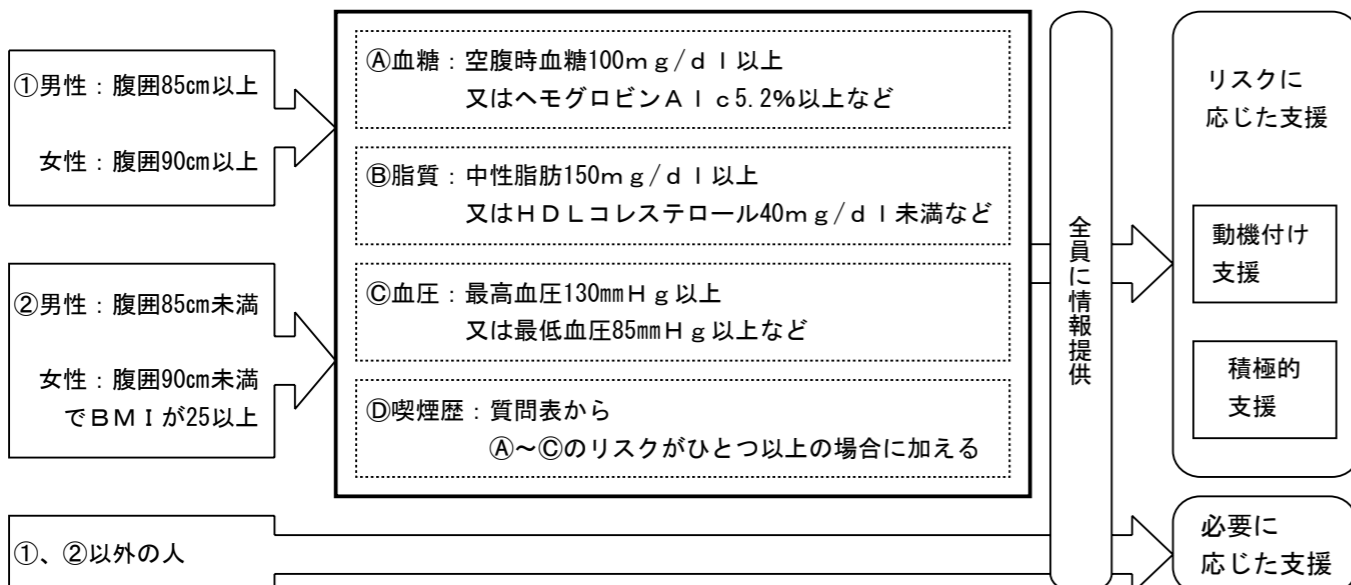 ①男性：腹囲85㎝以上
女性：腹囲90㎝以上
②男性：腹囲85㎝未満
女性：腹囲90㎝未満
でＢＭＩが25以上
①、②以外の人
Ⓐ血糖：空腹時血糖100ｍｇ/ｄｌ以上
又はヘモグロビンＡｌｃ5.2%以上など
Ⓑ脂質：中性脂肪150ｍｇ/ｄｌ以上
又はＨＤＬコレステロール40ｍｇ/ｄｌ未満など
Ⓒ血圧：最高血圧130㎜Ｈｇ以上
又は最低血圧85㎜Ｈｇ以上など
Ⓓ喫煙歴：質問表から
Ⓐ～Ⓒのリスクがひとつ以上の場合に加える
全員に情報提供
リスクに
応じた支援
動機付け
支援
積極的
支援
必要に
応じた支援